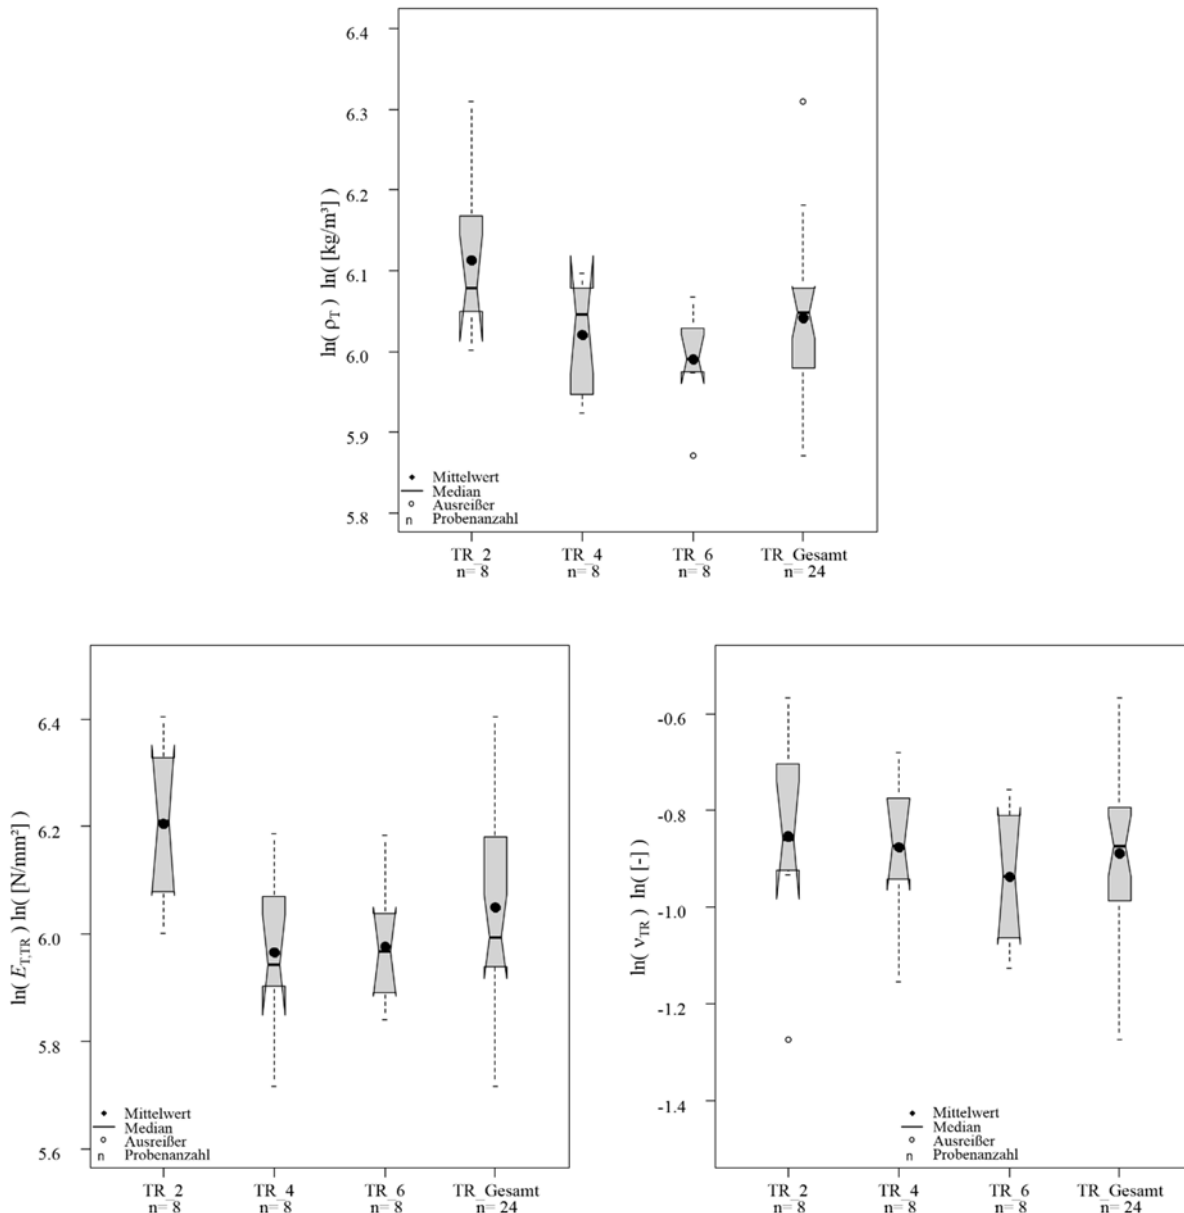 6.4
6.3
6.2
6.1
6.0
5.9
5.8
ln( ρT ) ln( [kg/m³] )
Mittelwert
Median
Ausreißer
n Probenanzahl
TR_2 TR_4 TR_6 TR_Gesamt
n= 8 n= 8 n= 8 n= 24
6.4
6.2
6.0
5.8
5.6
ln( ET,TR ) ln( [N/mm²] )
Mittelwert
Median
Ausreißer
n Probenanzahl
TR_2 TR_4 TR_6 TR_Gesamt
n= 8 n= 8 n= 8 n= 24
-0.6
-0.8
-1.0
-1.2
-1.4
ln( νTR ) ln( [-] )
Mittelwert
Median
Ausreißer
n Probenanzahl
TR_2 TR_4 TR_6 TR_Gesamt
n= 8 n= 8 n= 8 n= 24